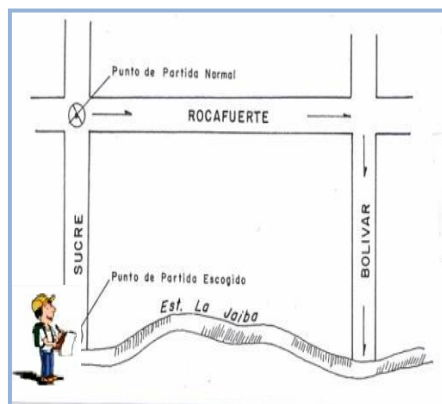 Punto de Partida Normal
ROCAFUERTE
SUCRE
BOLIVAR
Punto de Partida Escogido
Est. La Jaiba